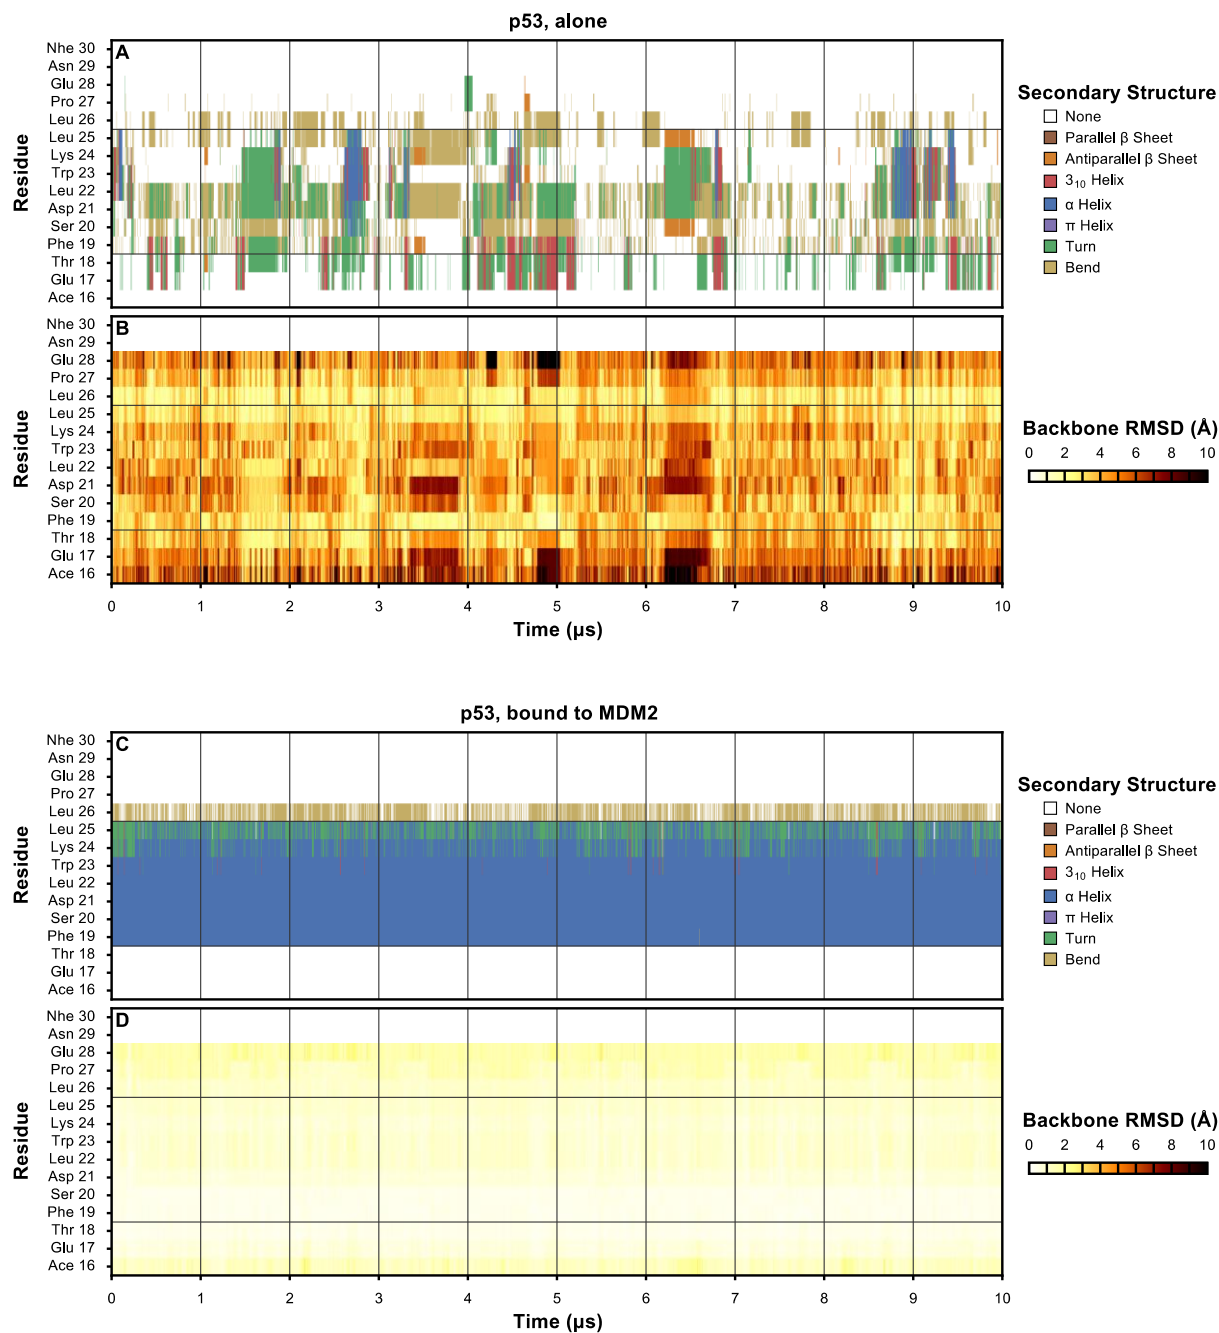 p53, alone
A
Nhe 30
Asn 29
Glu 28
Pro 27
Leu 26
Leu 25
Lys 24
Trp 23
Leu 22
Asp 21
Ser 20
Phe 19
Thr 18
Glu 17
Ace 16
Residue
Secondary Structure
None
Parallel β Sheet
Antiparallel β Sheet
3₁₀ Helix
α Helix
π Helix
Turn
Bend
B
Nhe 30
Asn 29
Glu 28
Pro 27
Leu 26
Leu 25
Lys 24
Trp 23
Leu 22
Asp 21
Ser 20
Phe 19
Thr 18
Glu 17
Ace 16
Residue
Backbone RMSD (Å)
0 2 4 6 8 10
0 1 2 3 4 5 6 7 8 9 10
Time (μs)
p53, bound to MDM2
C
Nhe 30
Asn 29
Glu 28
Pro 27
Leu 26
Leu 25
Lys 24
Trp 23
Leu 22
Asp 21
Ser 20
Phe 19
Thr 18
Glu 17
Ace 16
Residue
Secondary Structure
None
Parallel β Sheet
Antiparallel β Sheet
3₁₀ Helix
α Helix
π Helix
Turn
Bend
D
Nhe 30
Asn 29
Glu 28
Pro 27
Leu 26
Leu 25
Lys 24
Trp 23
Leu 22
Asp 21
Ser 20
Phe 19
Thr 18
Glu 17
Ace 16
Residue
Backbone RMSD (Å)
0 2 4 6 8 10
0 1 2 3 4 5 6 7 8 9 10
Time (μs)